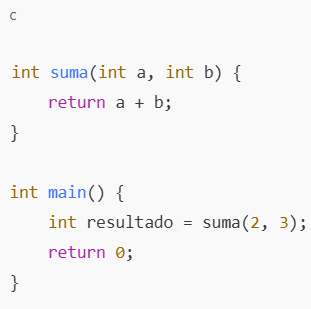 c
int suma(int a, int b) {
    return a + b;
}
int main() {
    int resultado = suma(2, 3);
    return 0;
}